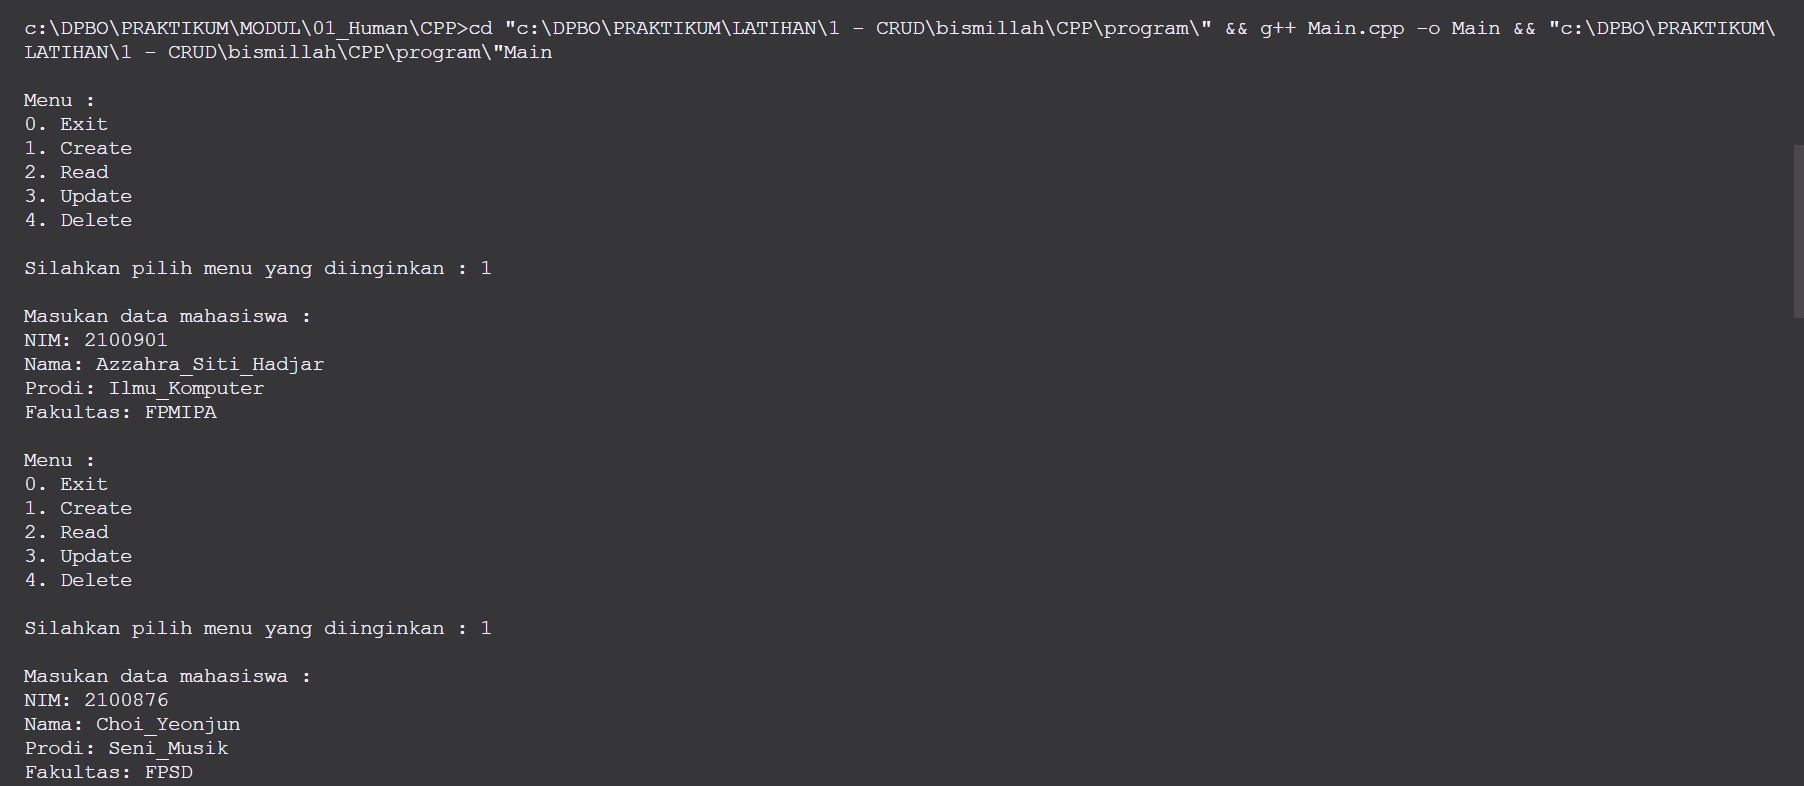 c:\DPBO\PRAKTIKUM\MODUL\01_Human\CPP>cd "c:\DPBO\PRAKTIKUM\LATIHAN\1 - CRUD\bismillah\CPP\program\" && g++ Main.cpp -o Main && "c:\DPBO\PRAKTIKUM\
LATIHAN\1 - CRUD\bismillah\CPP\program\"Main
Menu :
0. Exit
1. Create
2. Read
3. Update
4. Delete
Silahkan pilih menu yang diinginkan : 1
Masukan data mahasiswa :
NIM: 2100901
Nama: Azzahra_Siti_Hadjar
Prodi: Ilmu_Komputer
Fakultas: FPMIPA
Menu :
0. Exit
1. Create
2. Read
3. Update
4. Delete
Silahkan pilih menu yang diinginkan : 1
Masukan data mahasiswa :
NIM: 2100876
Nama: Choi_Yeonjun
Prodi: Seni_Musik
Fakultas: FPSD